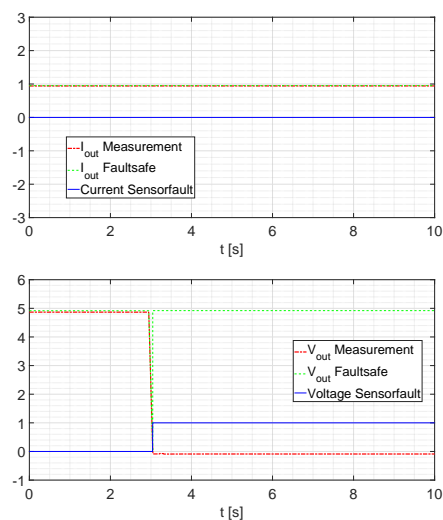 3
2
1
0
-1
-2
-3
I_out Measurement
I_out Faultsafe
Current Sensorfault
0 2 4 6 8 10
t [s]
6
5
4
3
2
1
0
-1
V_out Measurement
V_out Faultsafe
Voltage Sensorfault
0 2 4 6 8 10
t [s]